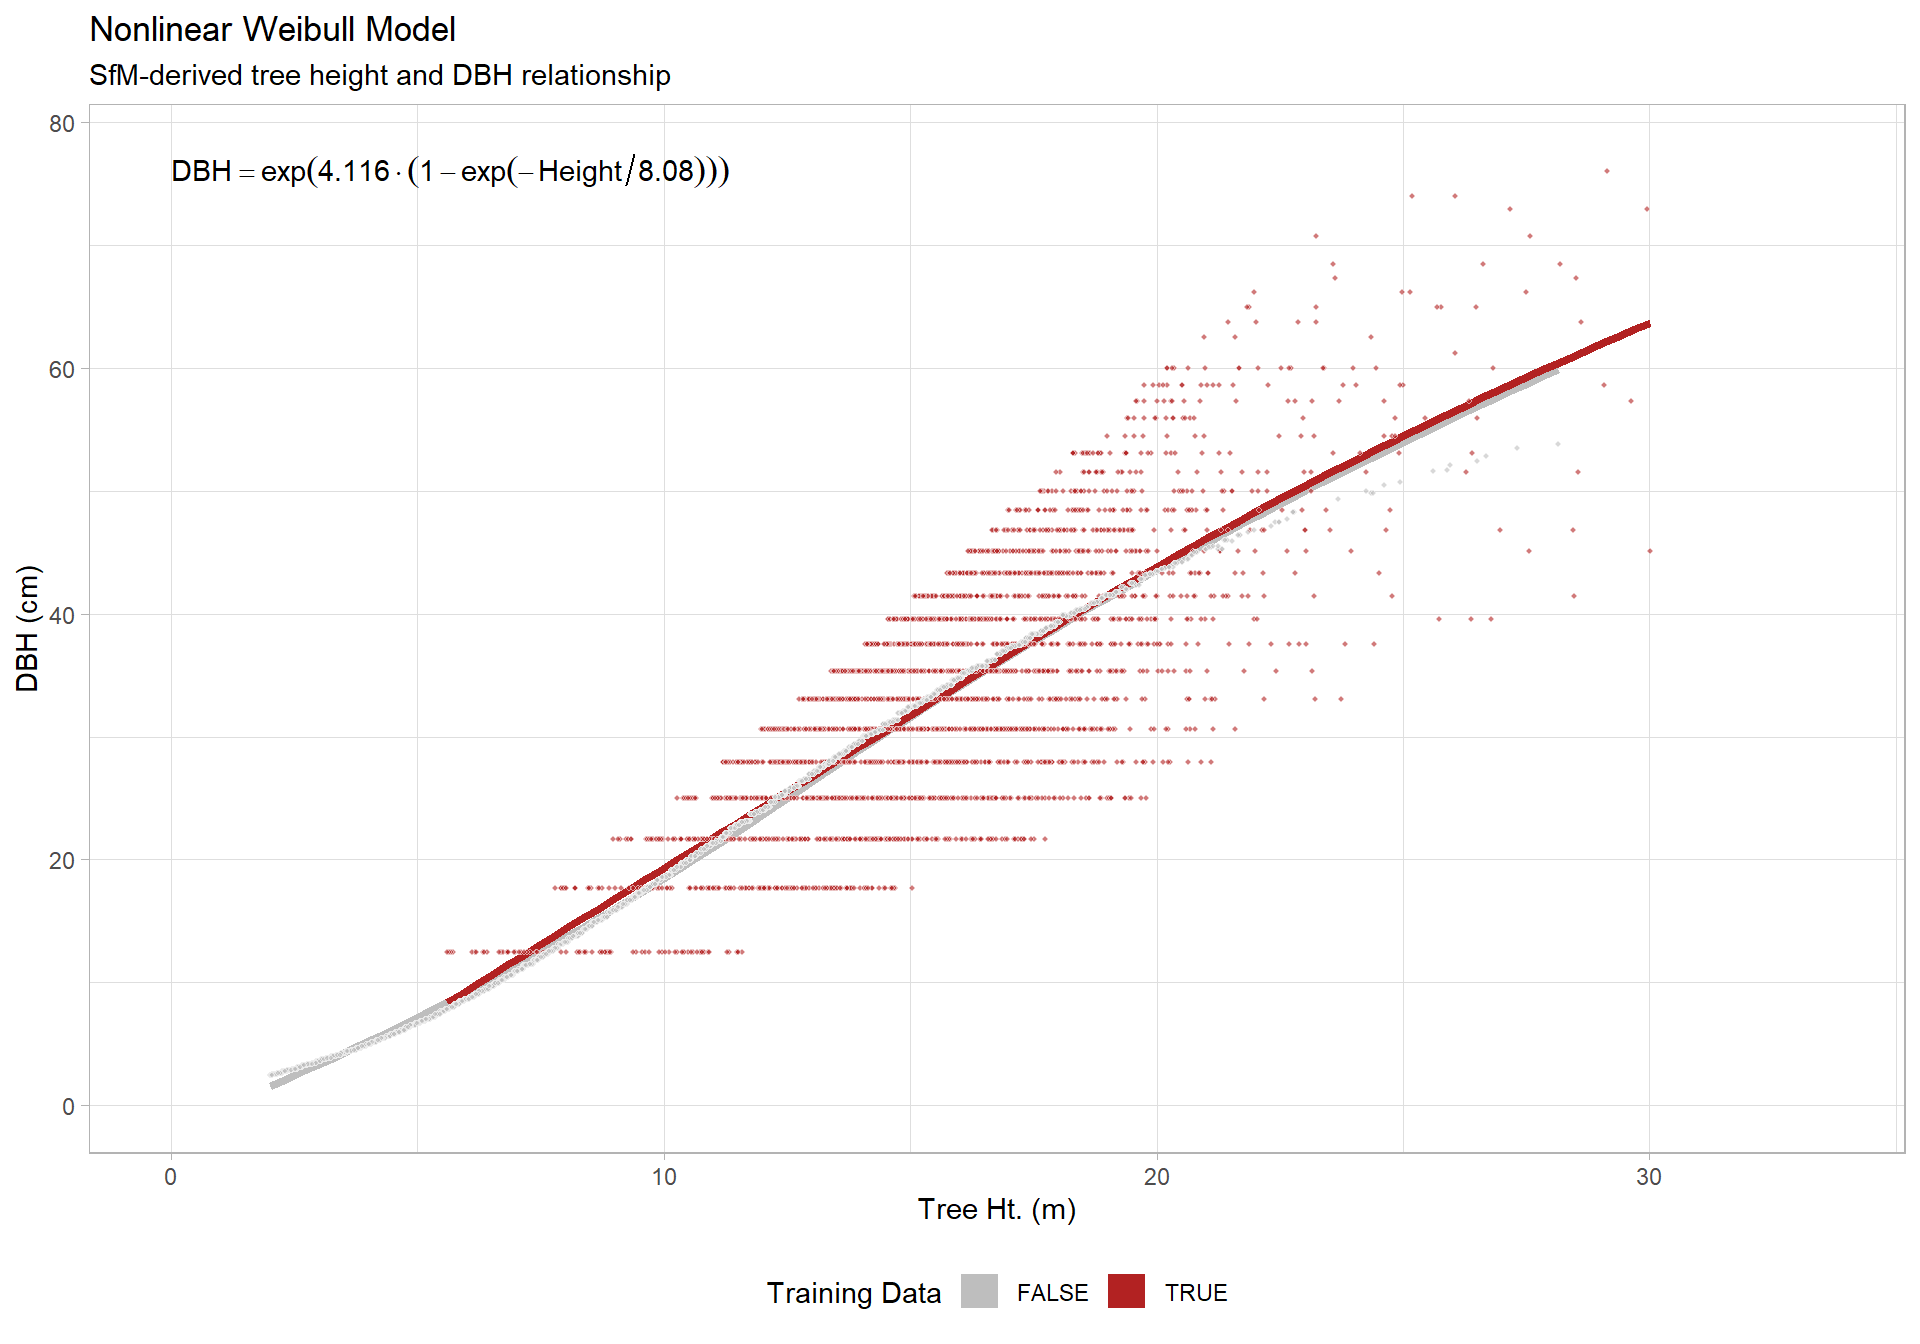 Nonlinear Weibull Model
SfM-derived tree height and DBH relationship
DBH = exp(4.116 · (1 − exp(− Height/8.08)))
80
60
40
20
0
DBH (cm)
0 10 20 30
Tree Ht. (m)
Training Data FALSE TRUE